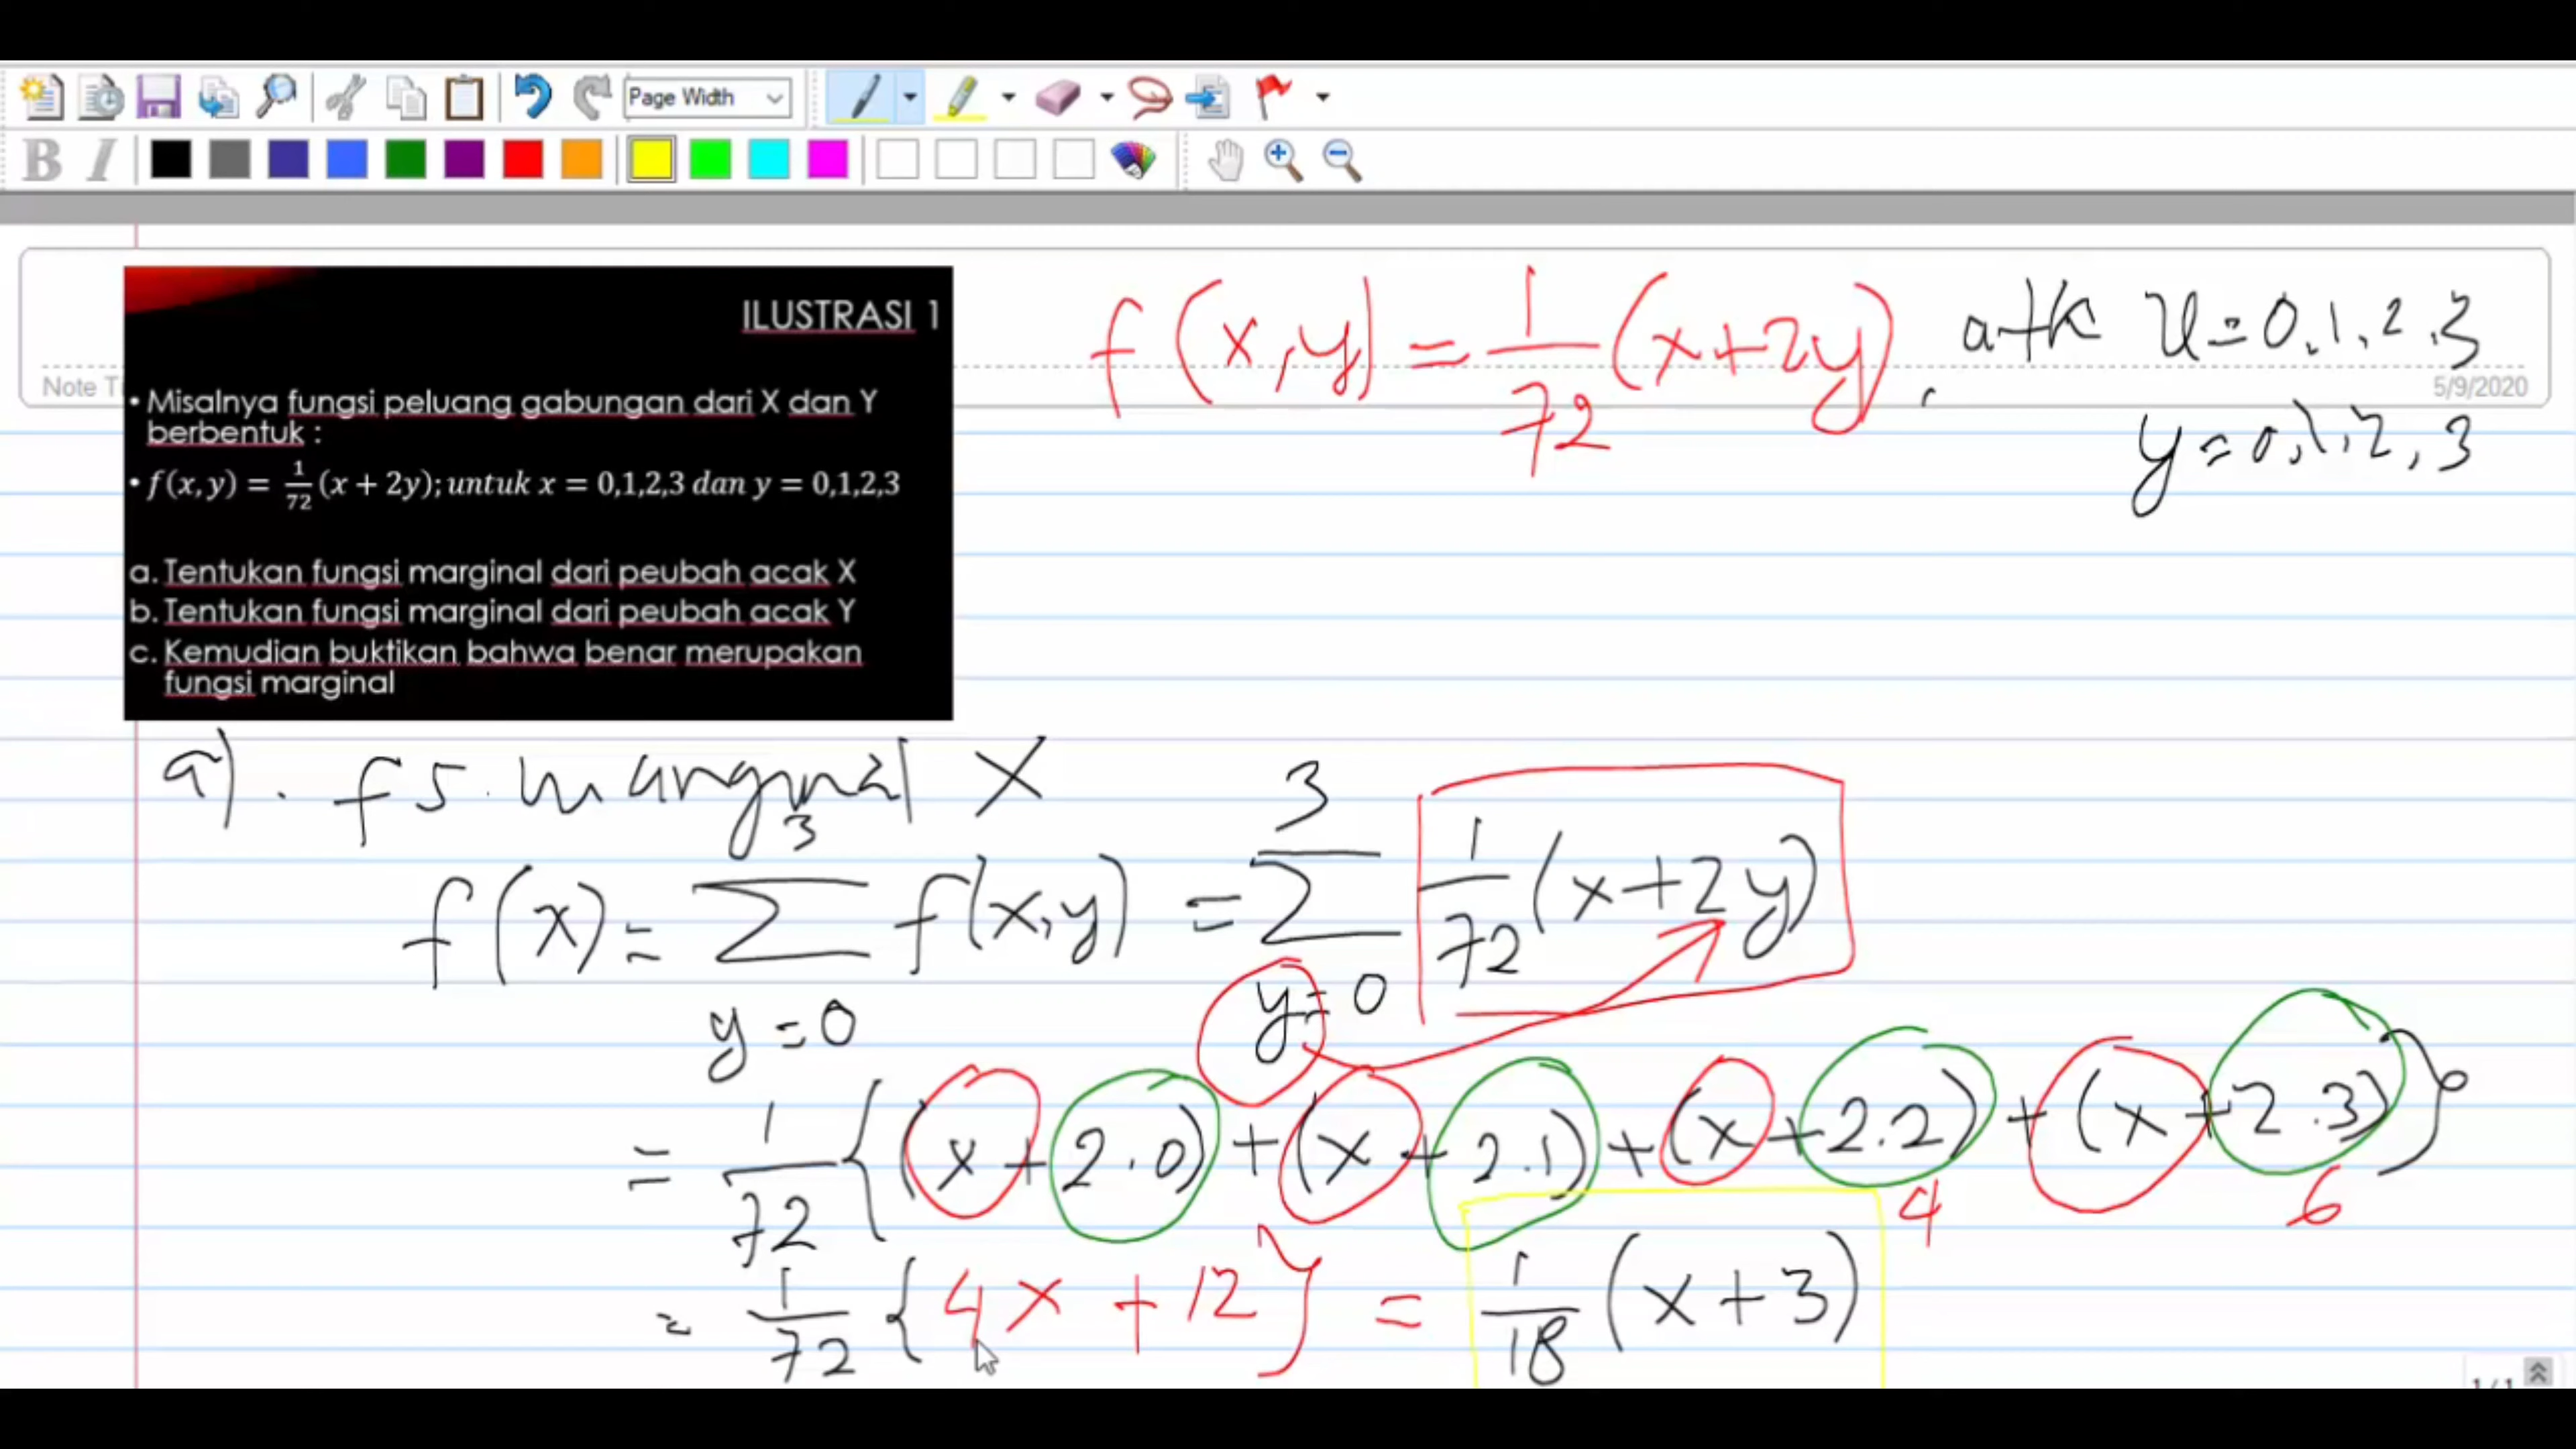 Page Width
B I
ILUSTRASI 1
• Misalnya fungsi peluang gabungan dari X dan Y
berbentuk :
• f(x, y) = 1/72 (x + 2y); untuk x = 0,1,2,3 dan y = 0,1,2,3
a. Tentukan fungsi marginal dari peubah acak X
b. Tentukan fungsi marginal dari peubah acak Y
c. Kemudian buktikan bahwa benar merupakan
fungsi marginal
Note Ti
f(x,y) = 1/72 (x+2y).
x=0,1,2,3
5/9/2020
y=0,1,2,3
a). fs. marginal X
f(x) = 3 Σ y=0 f(x,y) = 3 Σ y=0 1/72 (x+2y)
= 1/72 {(x+2.0) + (x+2.1) + (x+2.2) + (x+2.3)}
4 6
= 1/72 {4x+12} = 1/18 (x+3)